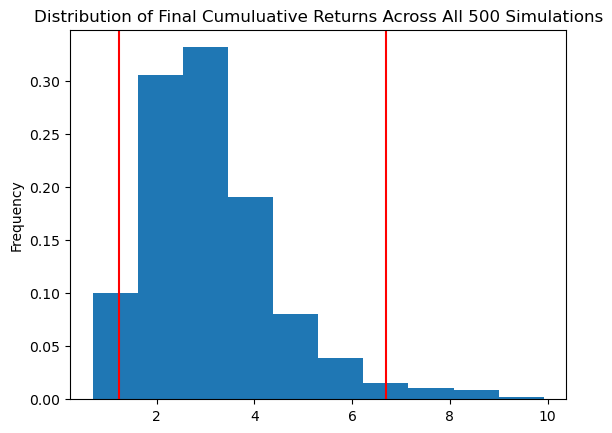 Distribution of Final Cumuluative Returns Across All 500 Simulations
Frequency
0.30
0.25
0.20
0.15
0.10
0.05
0.00
2 4 6 8 10